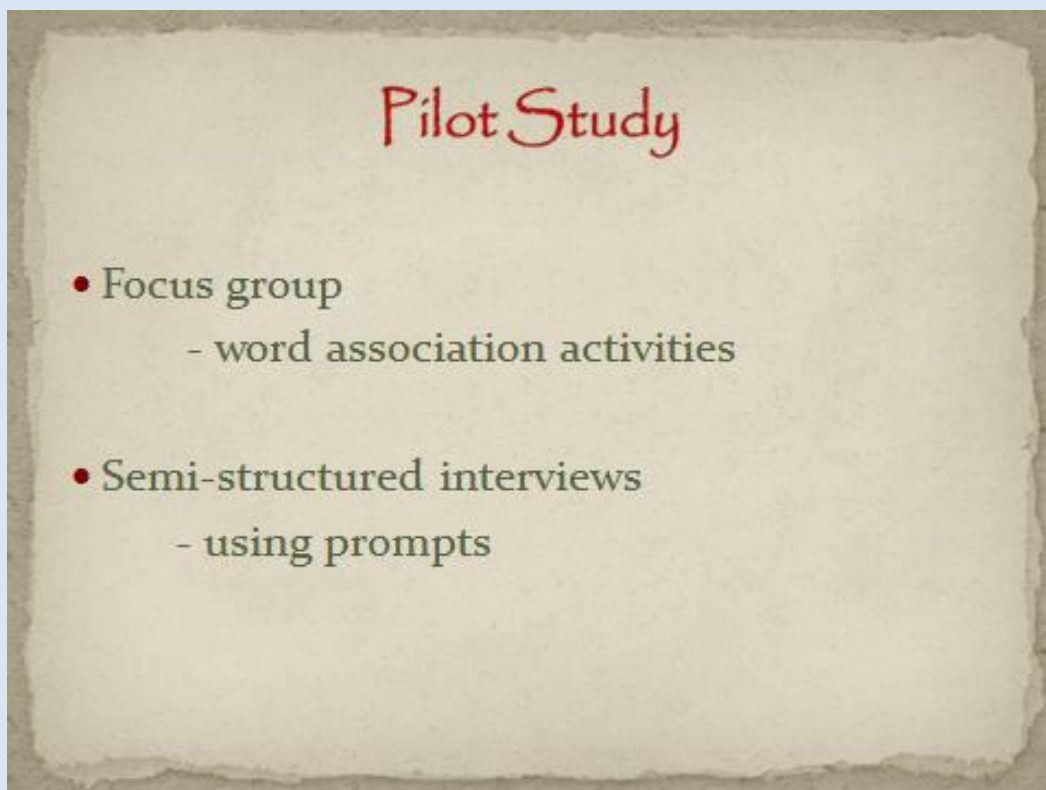 Pilot Study
• Focus group
- word association activities
• Semi-structured interviews
- using prompts